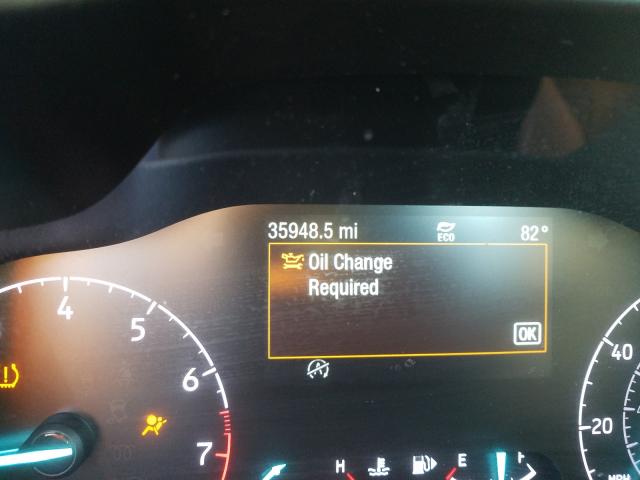 35948.5 mi ECO 82°
Oil Change
Required
OK
4
5
6
7
H
E
F
40
20
MPH